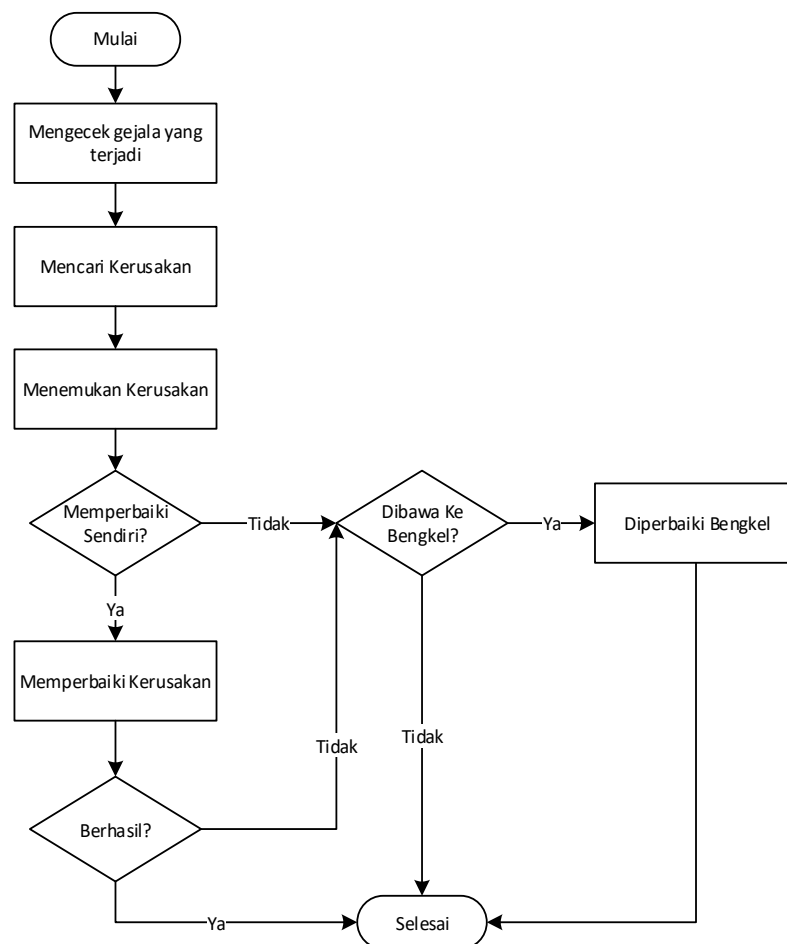 Mulai
Mengecek gejala yang
terjadi
Mencari Kerusakan
Menemukan Kerusakan
Memperbaiki
Sendiri?
Tidak
Dibawa Ke
Bengkel?
Ya
Diperbaiki Bengkel
Ya
Memperbaiki Kerusakan
Tidak
Tidak
Berhasil?
Ya
Selesai